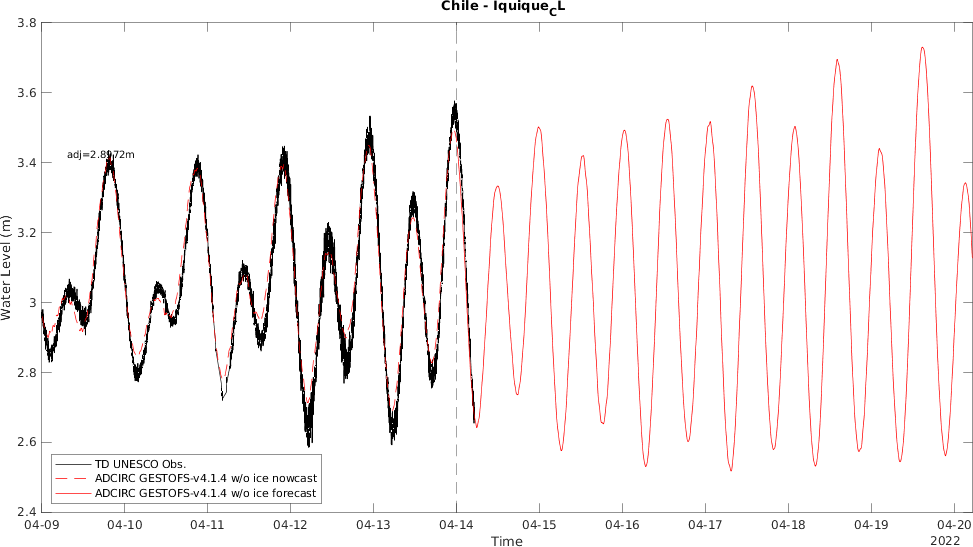 Chile - Iquique_CL
3.8
3.6
3.4
3.2
3
2.8
2.6
2.4
Water Level (m)
adj=2.8972m
TD UNESCO Obs.
ADCIRC GESTOFS-v4.1.4 w/o ice nowcast
ADCIRC GESTOFS-v4.1.4 w/o ice forecast
04-09 04-10 04-11 04-12 04-13 04-14 04-15 04-16 04-17 04-18 04-19 04-20
Time
2022